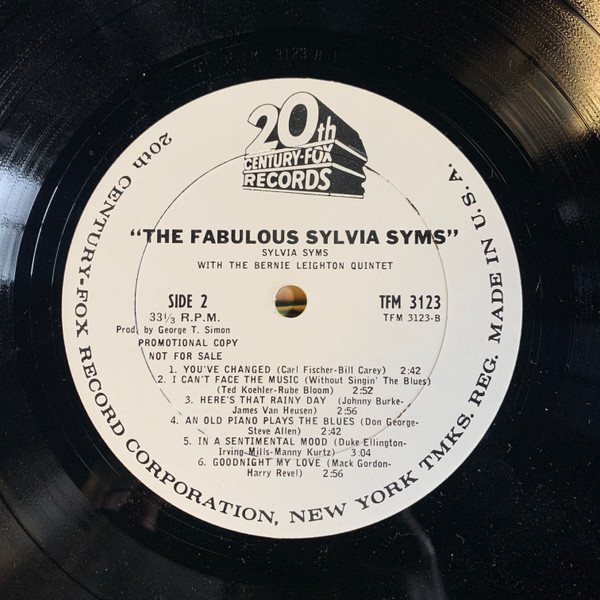 20th
CENTURY-FOX
RECORDS
"THE FABULOUS SYLVIA SYMS"
SYLVIA SYMS
WITH THE BERNIE LEIGHTON QUINTET
SIDE 2
TFM 3123
33⅓ R.P.M.
TFM 3123-B
Prod. by George T. Simon
PROMOTIONAL COPY
NOT FOR SALE
1. YOU'VE CHANGED (Carl Fischer-Bill Carey) 2:42
2. I CAN'T FACE THE MUSIC (Without Singin' The Blues)
(Ted Koehler-Rube Bloom) 2:52
3. HERE'S THAT RAINY DAY (Johnny Burke-
James Van Heusen) 2:56
4. AN OLD PIANO PLAYS THE BLUES (Don George-
Steve Allen) 2:42
5. IN A SENTIMENTAL MOOD (Duke Ellington-
Irving Mills-Manny Kurtz) 3:04
6. GOODNIGHT MY LOVE (Mack Gordon-
Harry Revel) 2:56
20th CENTURY-FOX RECORD CORPORATION, NEW YORK TMKS. REG. MADE IN U.S.A.